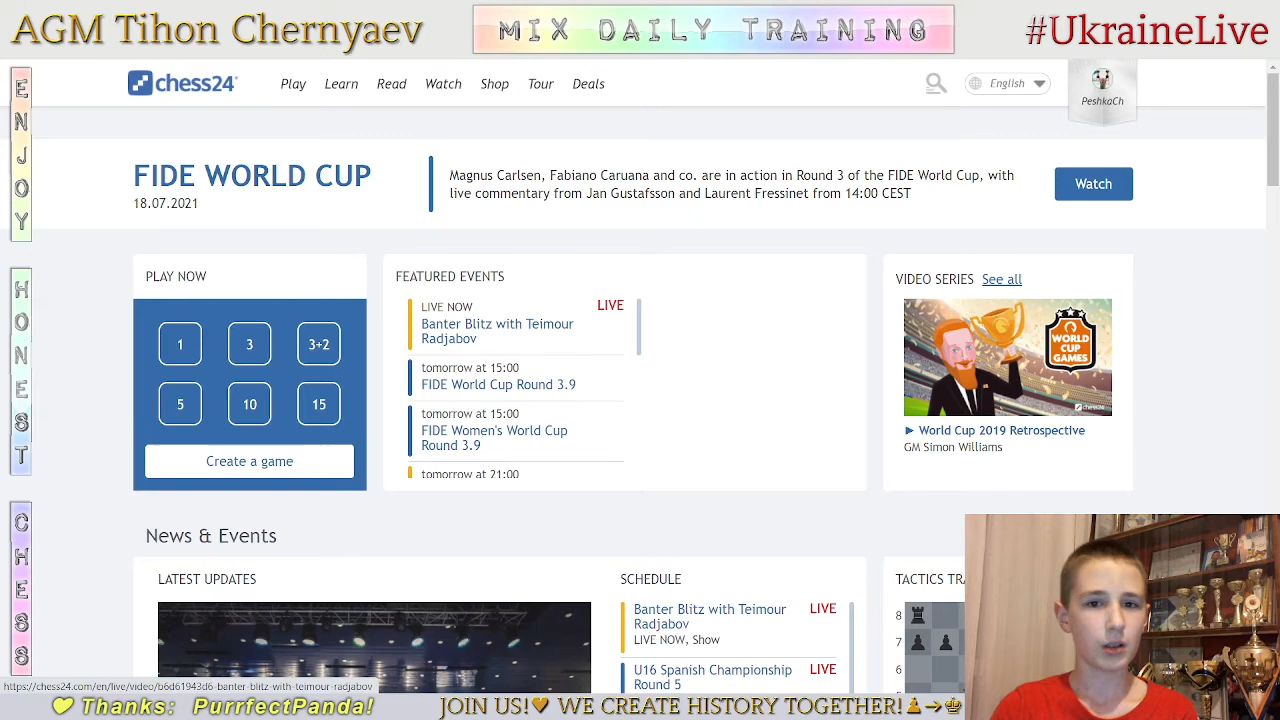 AGM Tihon Chernyaev
MIX DAILY TRAINING
#UkraineLive
ENJOY
HONEST
CHESS
chess24
Play
Learn
Read
Watch
Shop
Tour
Deals
English
PeshkaCh
FIDE WORLD CUP
18.07.2021
Magnus Carlsen, Fabiano Caruana and co. are in action in Round 3 of the FIDE World Cup, with
live commentary from Jan Gustafsson and Laurent Fressinet from 14:00 CEST
Watch
PLAY NOW
1
3
3+2
5
10
15
Create a game
FEATURED EVENTS
LIVE NOW
LIVE
Banter Blitz with Teimour
Radjabov
tomorrow at 15:00
FIDE World Cup Round 3.9
tomorrow at 15:00
FIDE Women's World Cup
Round 3.9
tomorrow at 21:00
VIDEO SERIES
See all
WORLD
CUP
GAMES
chess24
World Cup 2019 Retrospective
GM Simon Williams
News & Events
LATEST UPDATES
SCHEDULE
Banter Blitz with Teimour
Radjabov
LIVE
LIVE NOW, Show
U16 Spanish Championship
Round 5
LIVE
TACTICS TRA
8
7
6
https://chess24.com/en/live/video/b6d61943d6-banter-blitz-with-teimour-radjabov
Thanks: PurrfectPanda!
JOIN US! WE CREATE HISTORY TOGETHER!